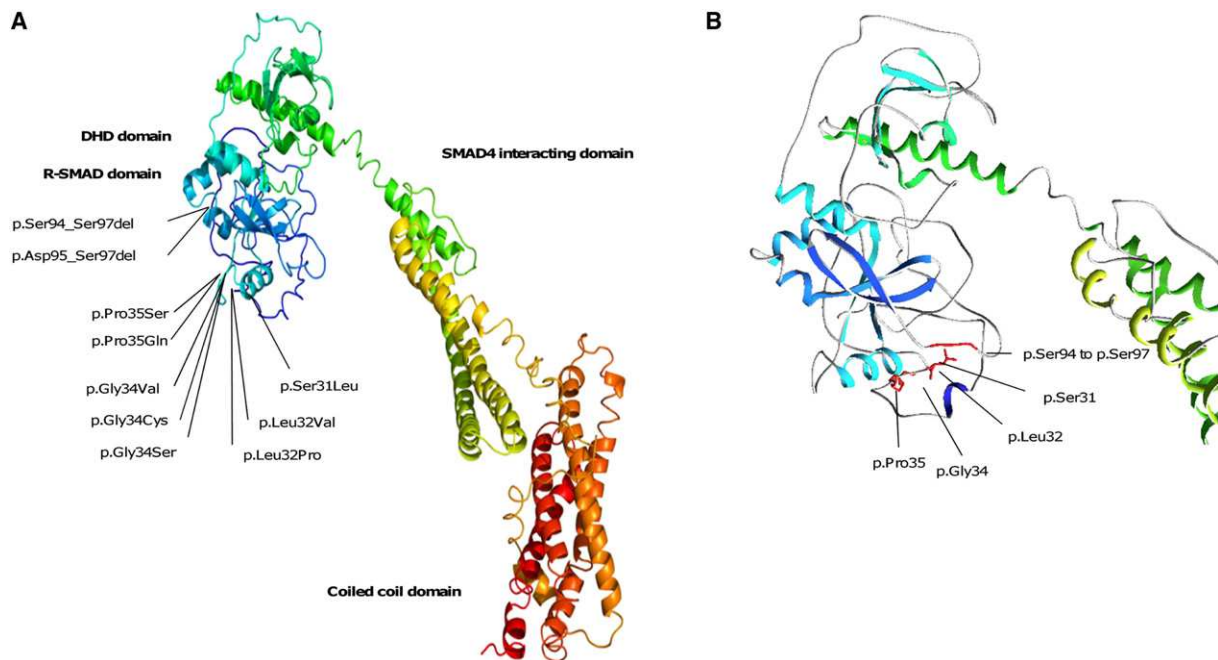 A
DHD domain
R-SMAD domain
SMAD4 interacting domain
p.Ser94_Ser97del
p.Asp95_Ser97del
p.Pro35Ser
p.Pro35Gln
p.Gly34Val
p.Gly34Cys
p.Gly34Ser
p.Ser31Leu
p.Leu32Val
p.Leu32Pro
Coiled coil domain
B
p.Ser94 to p.Ser97
p.Ser31
p.Leu32
p.Gly34
p.Pro35